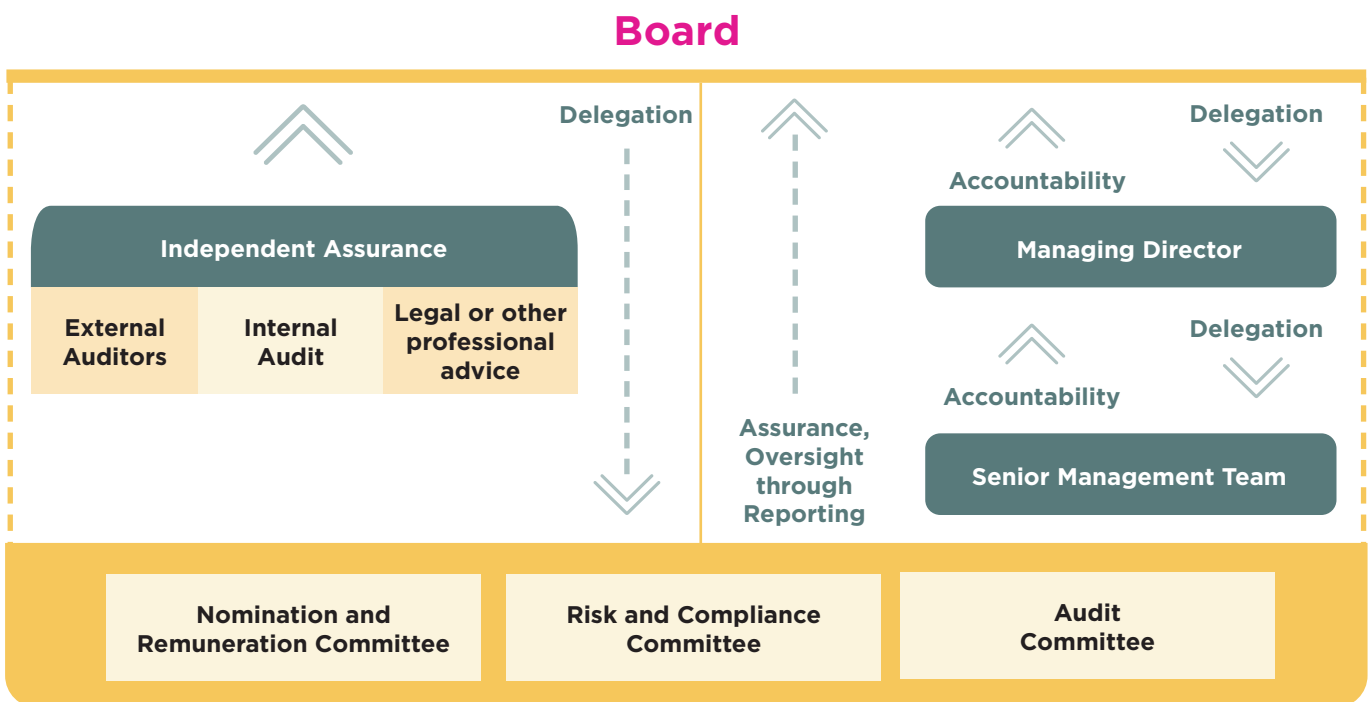 Board
Delegation
Independent Assurance
External
Auditors
Internal
Audit
Legal or other
professional
advice
Assurance,
Oversight
through
Reporting
Delegation
Accountability
Managing Director
Delegation
Accountability
Senior Management Team
Nomination and
Remuneration Committee
Risk and Compliance
Committee
Audit
Committee